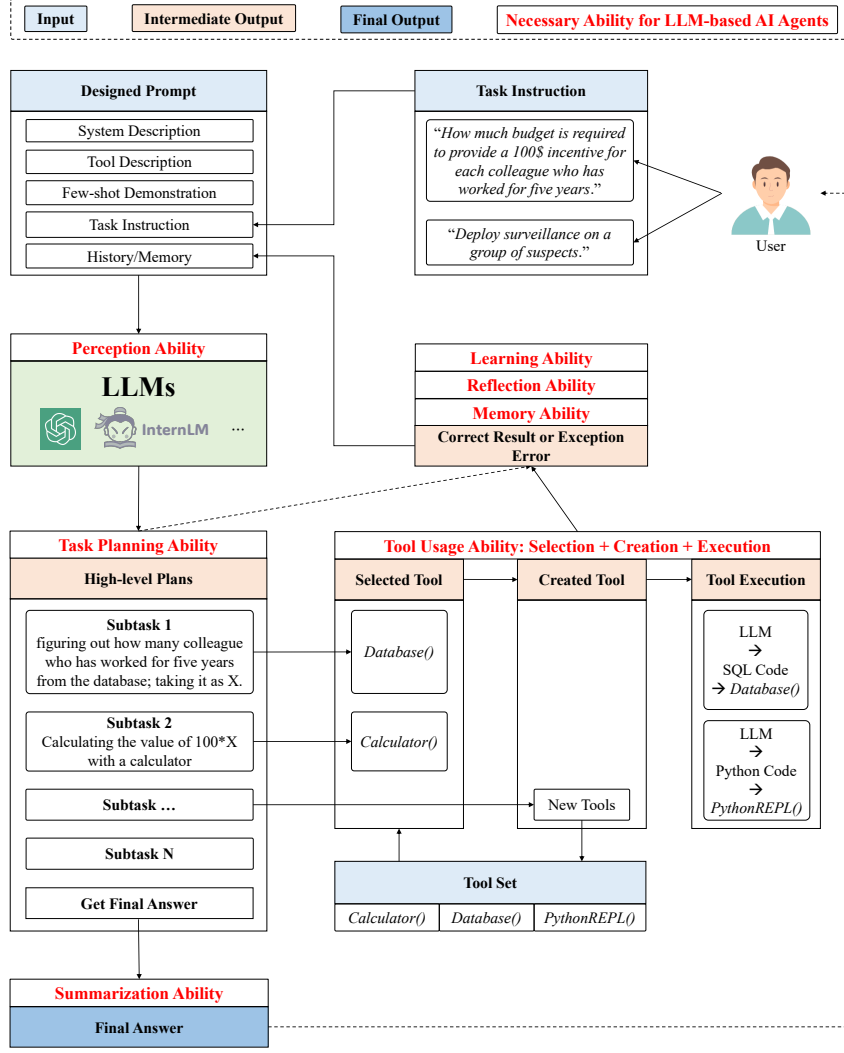 Input
Intermediate Output
Final Output
Necessary Ability for LLM-based AI Agents
Designed Prompt
System Description
Tool Description
Few-shot Demonstration
Task Instruction
History/Memory
Task Instruction
“How much budget is required
to provide a 100$ incentive for
each colleague who has
worked for five years.”
“Deploy surveillance on a
group of suspects.”
User
Perception Ability
LLMs
InternLM
...
Learning Ability
Reflection Ability
Memory Ability
Correct Result or Exception
Error
Task Planning Ability
High-level Plans
Subtask 1
figuring out how many colleague
who has worked for five years
from the database; taking it as X.
Subtask 2
Calculating the value of 100*X
with a calculator
Subtask …
Subtask N
Get Final Answer
Tool Usage Ability: Selection + Creation + Execution
Selected Tool
Created Tool
Tool Execution
Database()
Calculator()
New Tools
LLM
→
SQL Code
→ Database()
LLM
→
Python Code
→
PythonREPL()
Tool Set
Calculator()
Database()
PythonREPL()
Summarization Ability
Final Answer